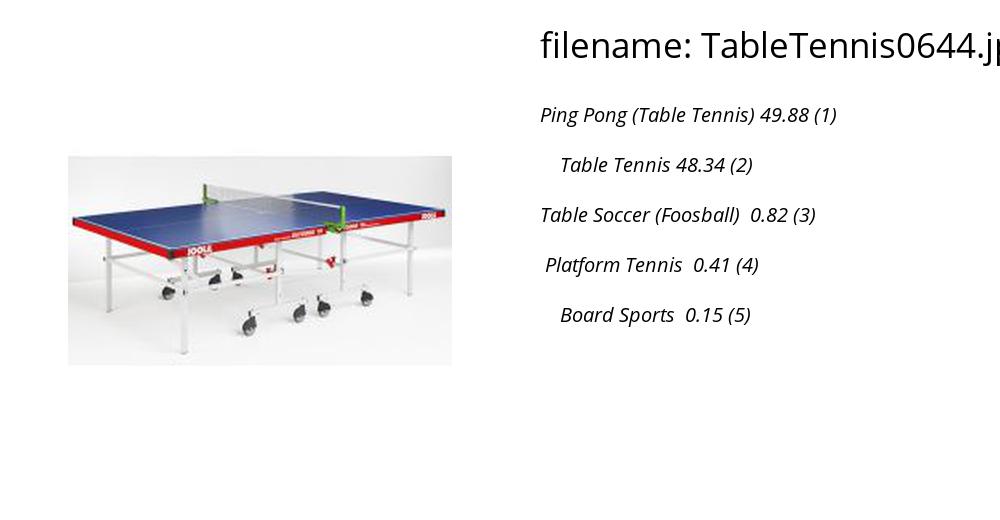 filename: TableTennis0644.jp
Ping Pong (Table Tennis) 49.88 (1)
Table Tennis 48.34 (2)
Table Soccer (Foosball) 0.82 (3)
Platform Tennis 0.41 (4)
Board Sports 0.15 (5)
JOOLA
JOOLA